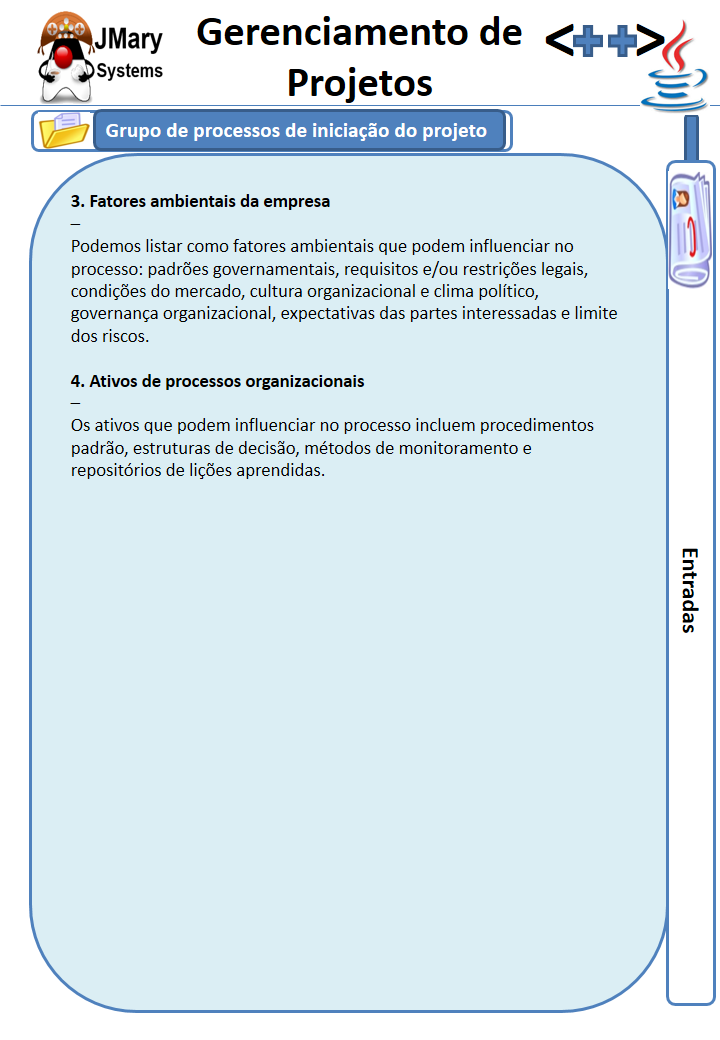 JMary
Systems
Gerenciamento de
Projetos
<++>
Grupo de processos de iniciação do projeto
3. Fatores ambientais da empresa
–
Podemos listar como fatores ambientais que podem influenciar no
processo: padrões governamentais, requisitos e/ou restrições legais,
condições do mercado, cultura organizacional e clima político,
governança organizacional, expectativas das partes interessadas e limite
dos riscos.
4. Ativos de processos organizacionais
–
Os ativos que podem influenciar no processo incluem procedimentos
padrão, estruturas de decisão, métodos de monitoramento e
repositórios de lições aprendidas.
Entradas